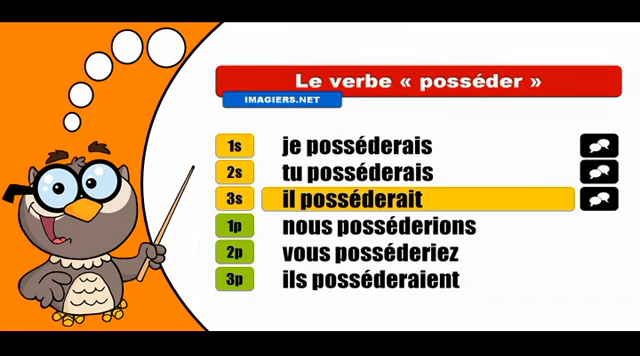 Le verbe « posséder »
IMAGIERS.NET
1s je posséderais
2s tu posséderais
3s il posséderait
1p nous posséderions
2p vous posséderiez
3p ils posséderaient